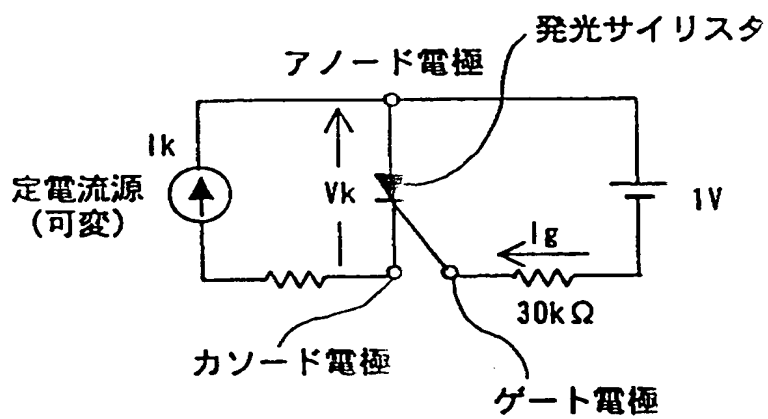 発光サイリスタ
アノード電極
Ik
定電流源
(可変)
Vk
1V
Ig
30kΩ
カソード電極
ゲート電極